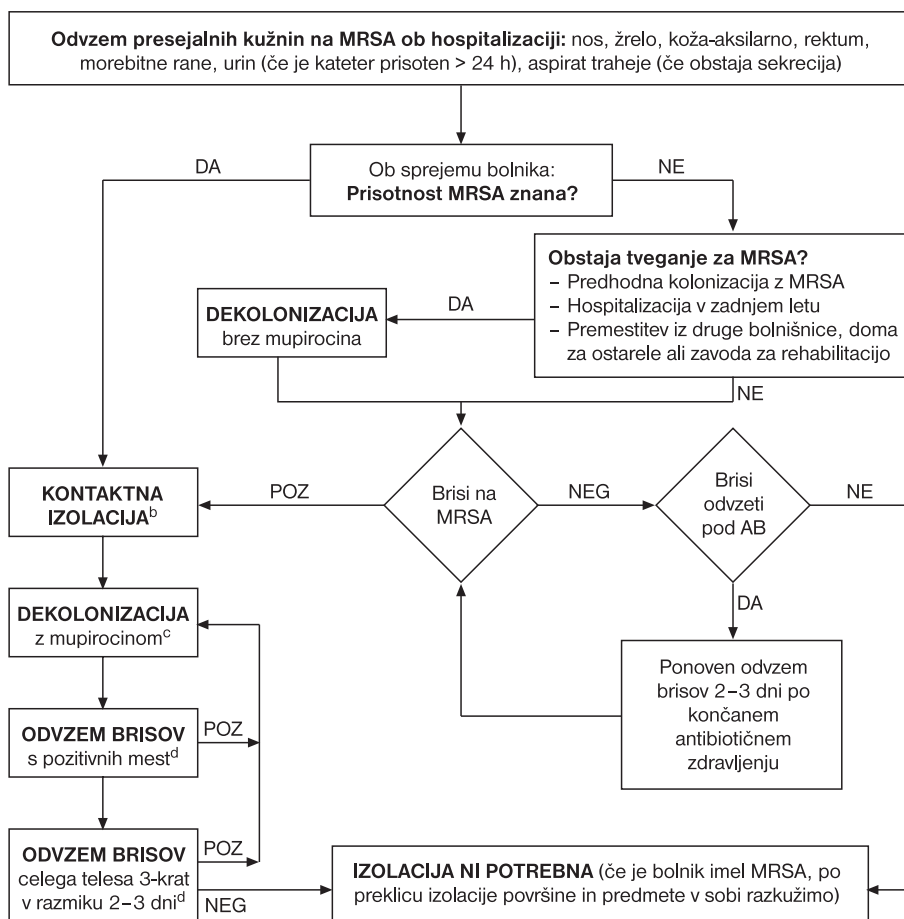 Odvzem presejalnih kužnin na MRSA ob hospitalizaciji: nos, žrelo, koža-aksilarno, rektum,
morebitne rane, urin (če je kateter prisoten > 24 h), aspirat traheje (če obstaja sekrecija)
DA
Ob sprejemu bolnika:
Prisotnost MRSA znana?
NE
Obstaja tveganje za MRSA?
– Predhodna kolonizacija z MRSA
– Hospitalizacija v zadnjem letu
– Premestitev iz druge bolnišnice, doma
za ostarele ali zavoda za rehabilitacijo
DA
DEKOLONIZACIJA
brez mupirocina
NE
KONTAKTNA
IZOLACIJAb
POZ
Brisi na
MRSA
NEG
Brisi
odvzeti
pod AB
NE
DA
DEKOLONIZACIJA
z mupirocinomc
Ponoven odvzem
brisov 2–3 dni po
končanem
antibiotičnem
zdravljenju
ODVZEM BRISOV
s pozitivnih mestd
POZ
ODVZEM BRISOV
celega telesa 3-krat
v razmiku 2–3 dnid
POZ
NEG
IZOLACIJA NI POTREBNA (če je bolnik imel MRSA, po
preklicu izolacije površine in predmete v sobi razkužimo)